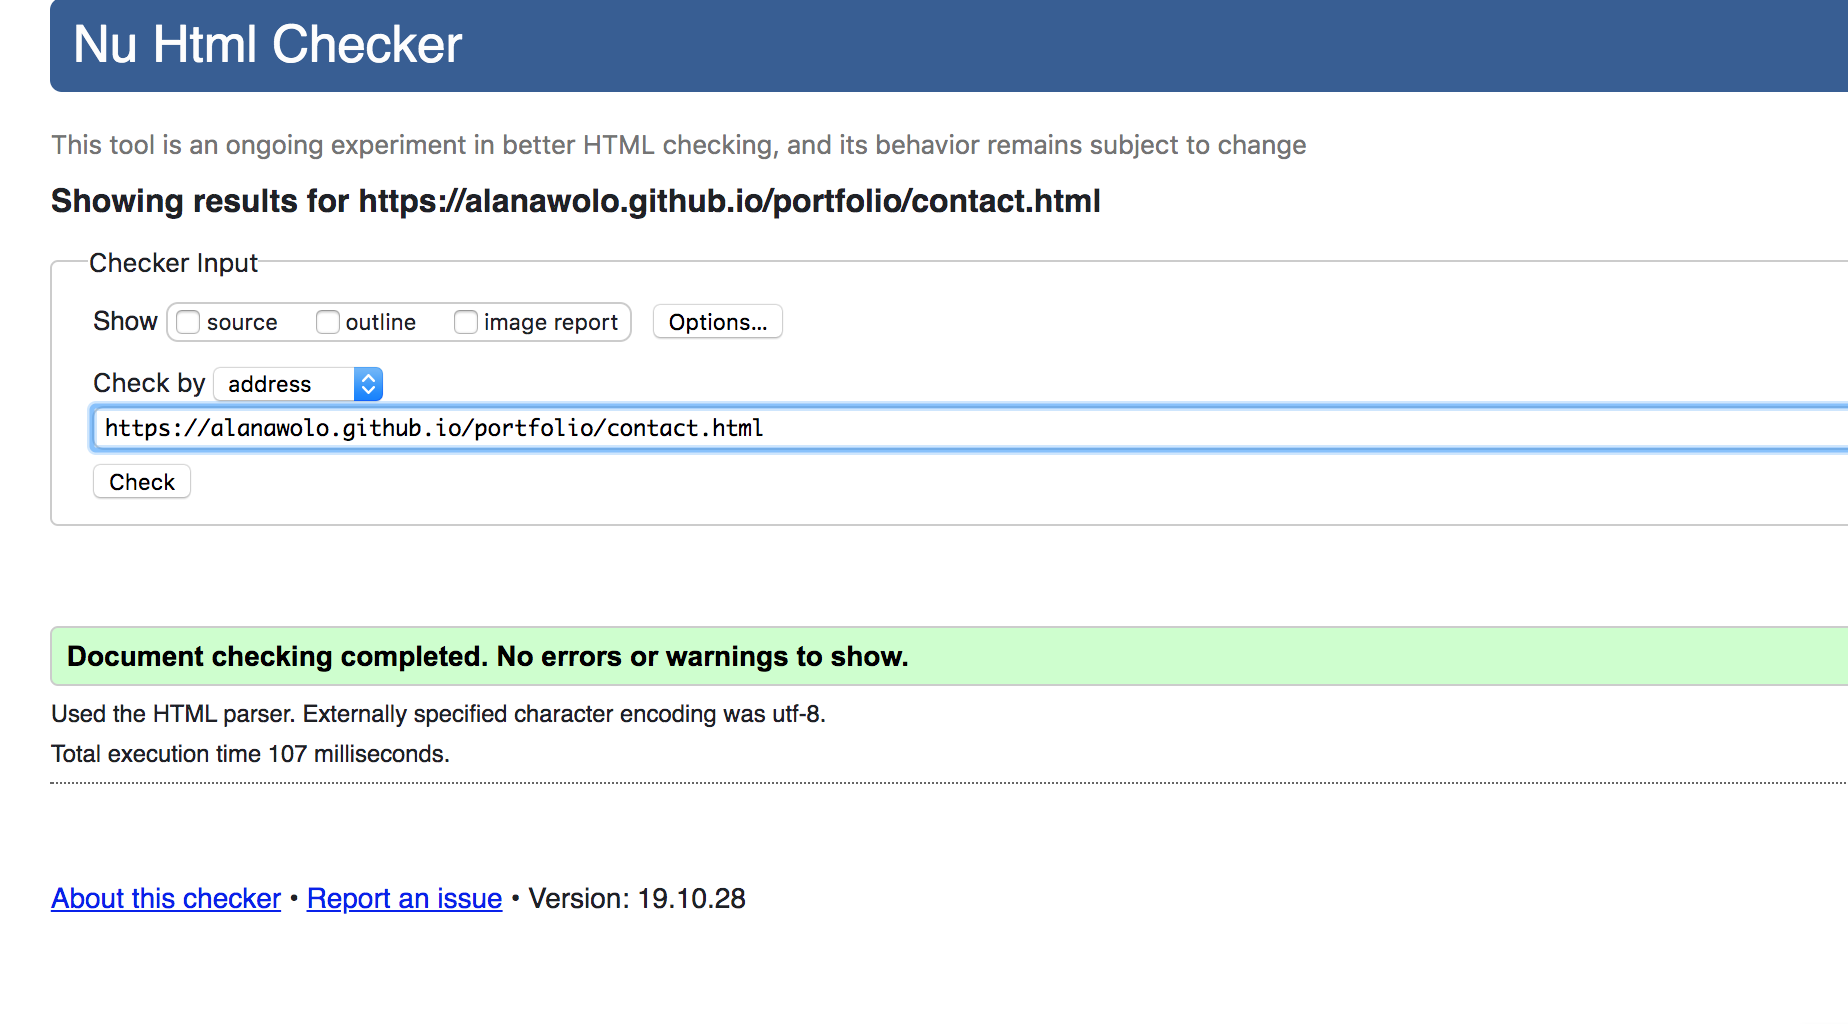 Nu Html Checker
This tool is an ongoing experiment in better HTML checking, and its behavior remains subject to change
Showing results for https://alanawolo.github.io/portfolio/contact.html
Checker Input
Show source outline image report Options...
Check by address
https://alanawolo.github.io/portfolio/contact.html
Check
Document checking completed. No errors or warnings to show.
Used the HTML parser. Externally specified character encoding was utf-8.
Total execution time 107 milliseconds.
About this checker • Report an issue • Version: 19.10.28